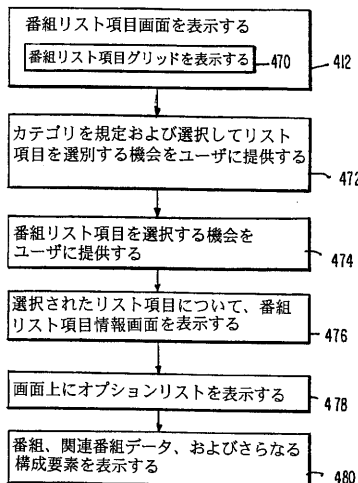 番組リスト項目画面を表示する
番組リスト項目グリッドを表示する
470
412
カテゴリを規定および選択してリスト
項目を選別する機会をユーザに提供する
472
番組リスト項目を選択する機会を
ユーザに提供する
474
選択されたリスト項目について、番組
リスト項目情報画面を表示する
476
画面上にオプションリストを表示する
478
番組、関連番組データ、およびさらなる
構成要素を表示する
480